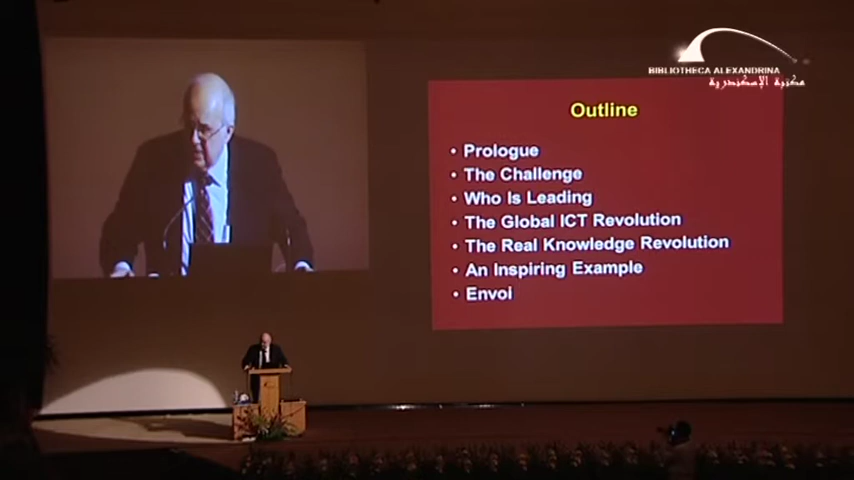 BIBLIOTHECA ALEXANDRINA
مكتبة الإسكندرية
Outline
• Prologue
• The Challenge
• Who Is Leading
• The Global ICT Revolution
• The Real Knowledge Revolution
• An Inspiring Example
• Envoi